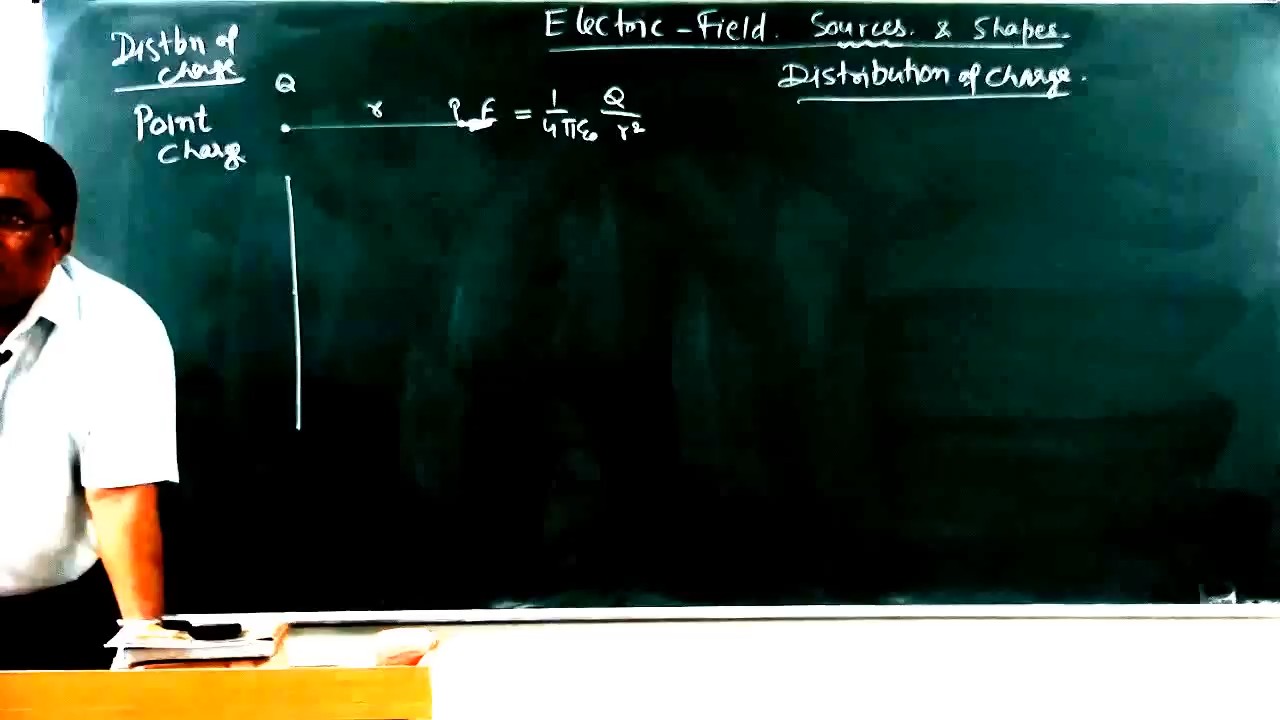 Electric - Field. Sources. & Shapes.
Distribution of Charge.
Distbn of
Charge
Point
Charge
Q
r P E = 1/4πε₀ Q/r²